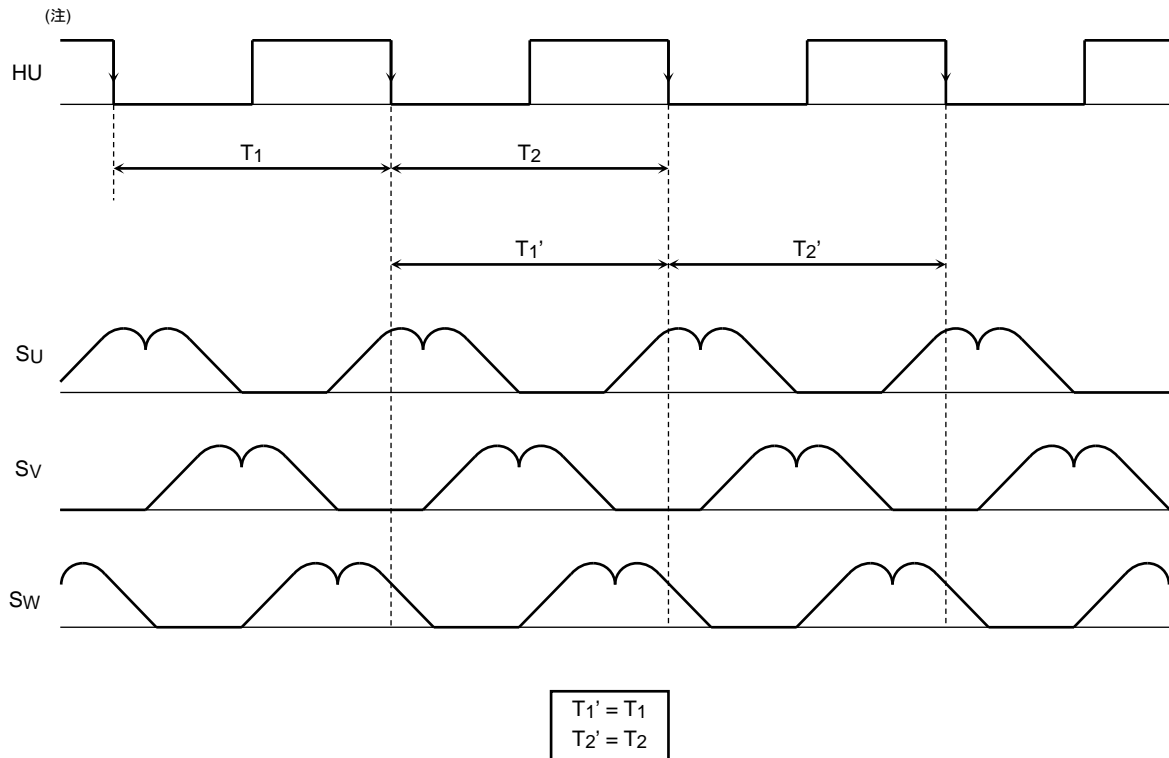 (注)
HU
T1
T2
T1’
T2’
SU
SV
SW
T1’ = T1
T2’ = T2